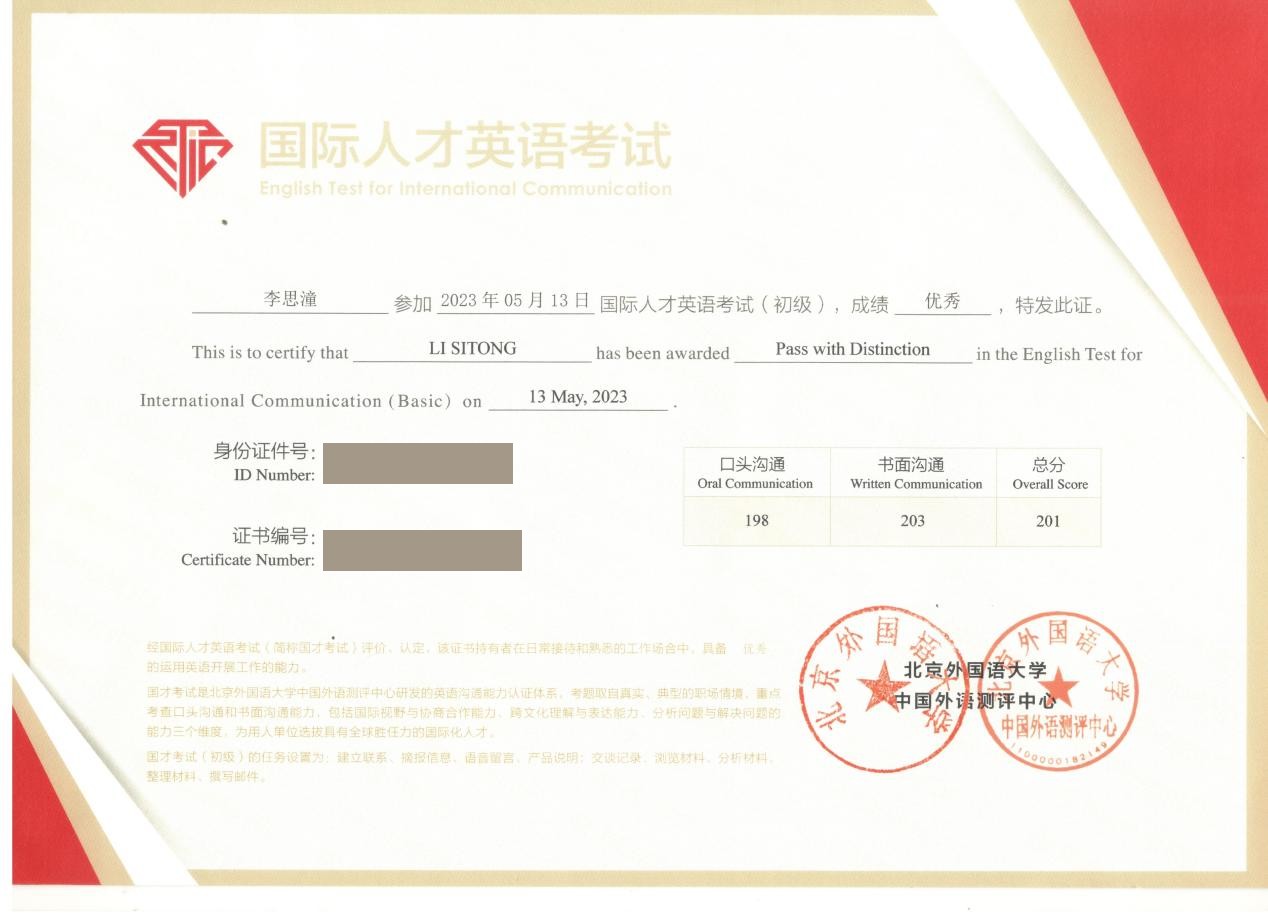 ETIC
国际人才英语考试
English Test for International Communication
李思潼 参加 2023 年 05 月 13 日 国际人才英语考试（初级），成绩 优秀 ，特发此证。
This is to certify that LI SITONG has been awarded Pass with Distinction in the English Test for
International Communication (Basic) on 13 May, 2023 .
身份证件号:
ID Number:
证书编号:
Certificate Number:
口头沟通 书面沟通 总分
Oral Communication Written Communication Overall Score
198 203 201
经国际人才英语考试（简称国才考试）评价、认定，该证书持有者在日常接待和熟悉的工作场合中，具备 优秀
的运用英语开展工作的能力。
国才考试是北京外国语大学中国外语测评中心研发的英语沟通能力认证体系，考题取自真实、典型的职场情境，重点
考查口头沟通和书面沟通能力，包括国际视野与协商合作能力、跨文化理解与表达能力、分析问题与解决问题的
能力三个维度，为用人单位选拔具有全球胜任力的国际化人才。
国才考试（初级）的任务设置为：建立联系、摘报信息、语音留言、产品说明；交谈记录、浏览材料、分析材料、
整理材料、撰写邮件。
北京外国语大学
中国外语测评中心
北京外国语大学
北京外国语大学
中国外语测评中心
1100000182149